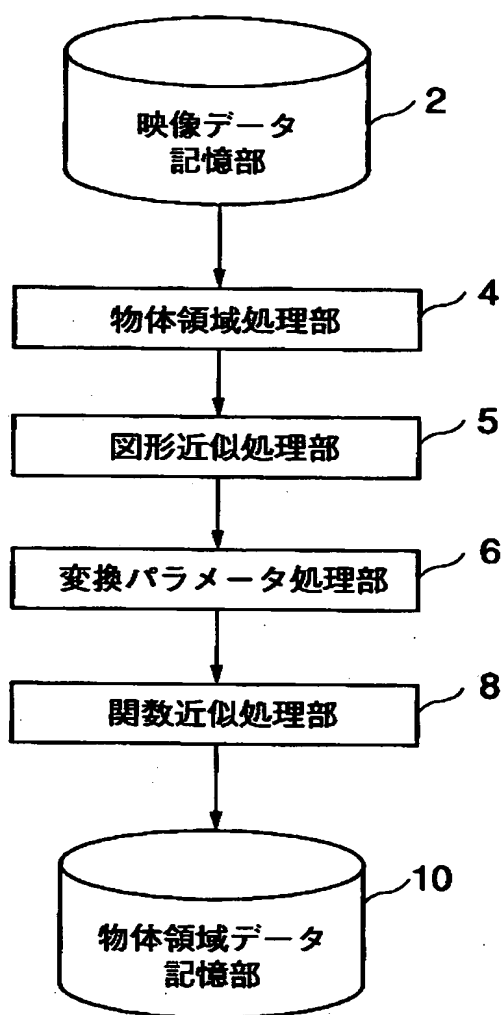 映像データ
記憶部
2
物体領域処理部
4
図形近似処理部
5
変換パラメータ処理部
6
関数近似処理部
8
物体領域データ
記憶部
10